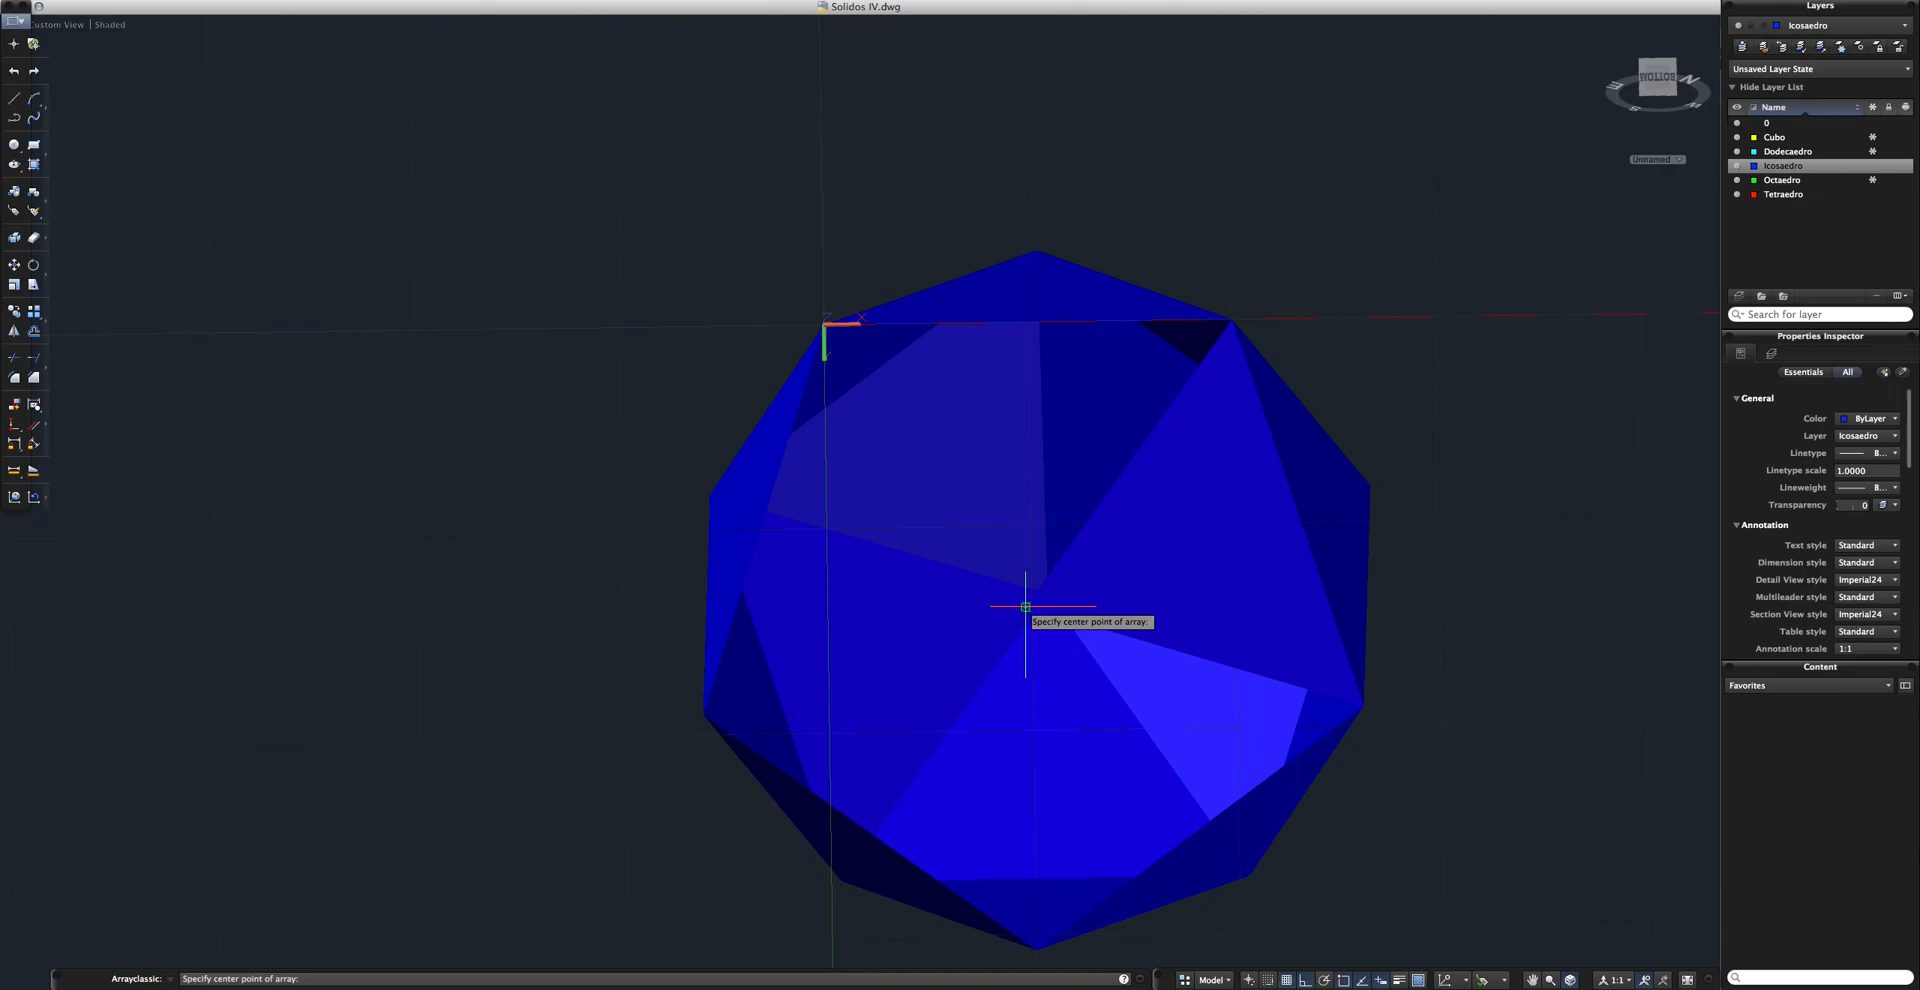 Solidos IV.dwg
Custom View | Shaded
BOTTOM
N
E
S
Unnamed
X
Z
Specify center point of array:
Layers
Icosaedro
Unsaved Layer State
Hide Layer List
Name
0
Cubo
Dodecaedro
Icosaedro
Octaedro
Tetraedro
Search for layer
Properties Inspector
Essentials All
General
Color ByLayer
Layer Icosaedro
Linetype B...
Linetype scale 1.0000
Lineweight B...
Transparency 0
Annotation
Text style Standard
Dimension style Standard
Detail View style Imperial24
Multileader style Standard
Section View style Imperial24
Table style Standard
Annotation scale 1:1
Content
Favorites
Arrayclassic: Specify center point of array:
Model
1:1